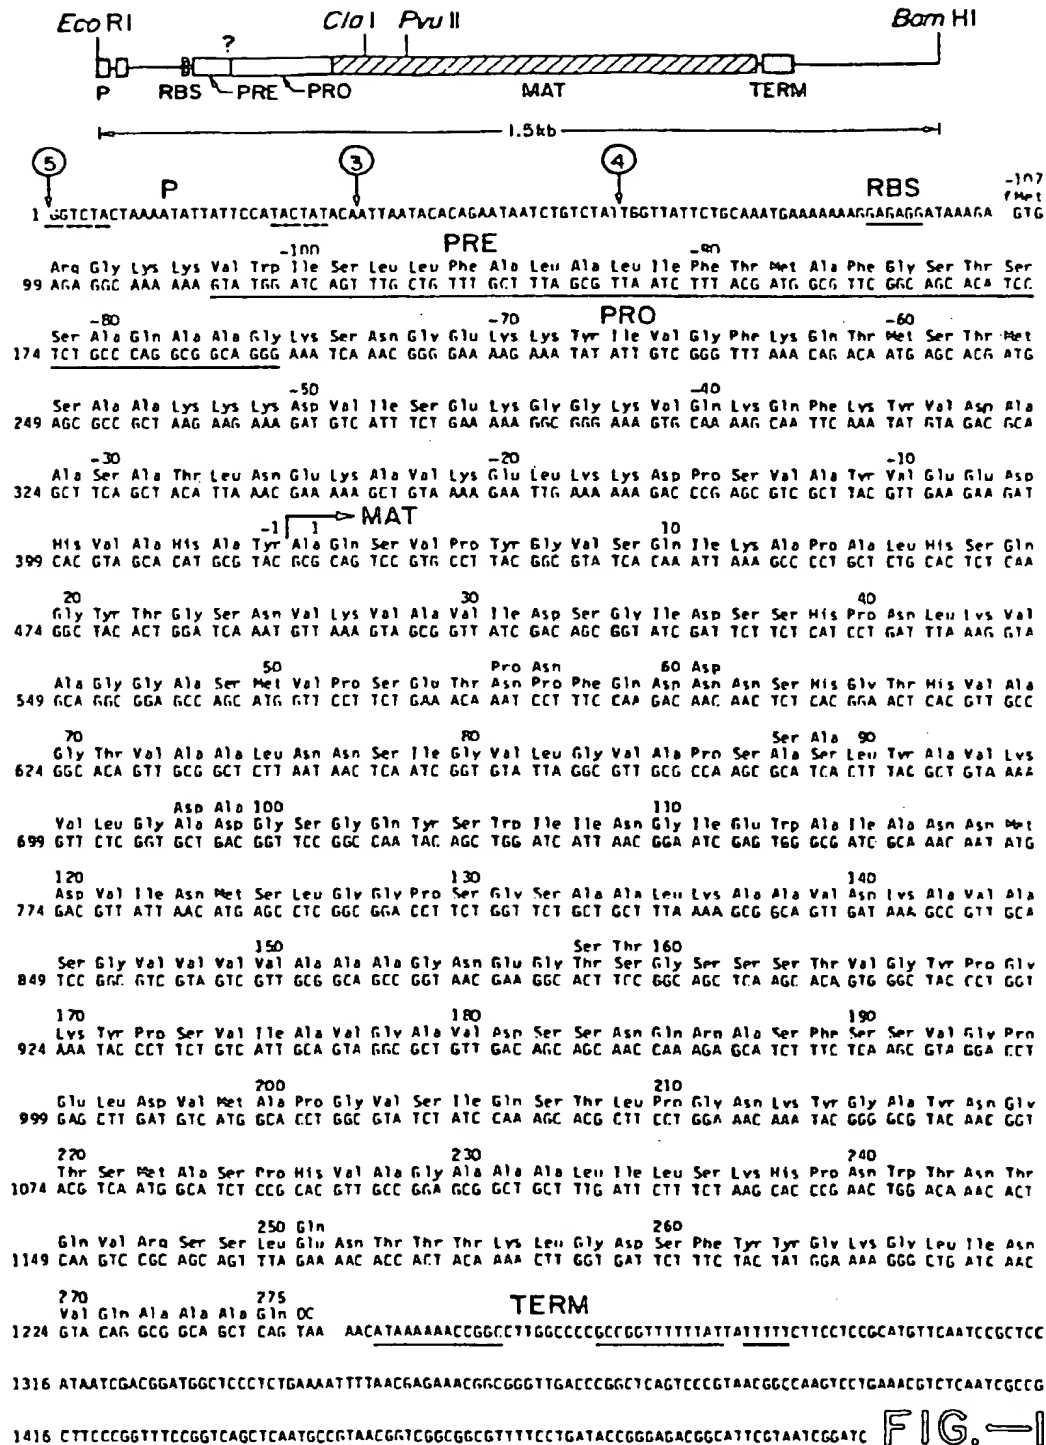 Eco RI Cla I Pvu II Bam HI
?
P RBS PRE PRO MAT TERM
1.5kb
5 3 4
P RBS -107
fMet
1 GGTCTACTAAAATATTATTCCATACTATACAATTAATACACAGAATAATCTGTCTATTGGTTATTCTGCAAATGAAAAAAAGGAGAGGATAAAGA GTG
-100 PRE -90
Arg Gly Lys Lys Val Trp Ile Ser Leu Leu Phe Ala Leu Ala Leu Ile Phe Thr Met Ala Phe Gly Ser Thr Ser
99 AGA GGC AAA AAA GTA TGG ATC AGT TTG CTG TTT GCT TTA GCG TTA ATC TTT ACG ATG GCG TTC GGC AGC ACA TCC
-80 -70 PRO -60
Ser Ala Gln Ala Ala Gly Lys Ser Asn Gly Glu Lys Lys Tyr Ile Val Gly Phe Lys Gln Thr Met Ser Thr Met
174 TCT GCC CAG GCG GCA GGG AAA TCA AAC GGG GAA AAG AAA TAT ATT GTC GGG TTT AAA CAG ACA ATG AGC ACG ATG
-50 -40
Ser Ala Ala Lys Lys Lys Asp Val Ile Ser Glu Lys Gly Gly Lys Val Gln Lys Gln Phe Lys Tyr Val Asp Ala
249 AGC GCC GCT AAG AAG AAA GAT GTC ATT TCT GAA AAA GGC GGG AAA GTG CAA AAG CAA TTC AAA TAT GTA GAC GCA
-30 -20 -10
Ala Ser Ala Thr Leu Asn Glu Lys Ala Val Lys Glu Leu Lys Lys Asp Pro Ser Val Ala Tyr Val Glu Glu Asp
324 GCT TCA GCT ACA TTA AAC GAA AAA GCT GTA AAA GAA TTG AAA AAA GAC CCG AGC GTC GCT TAC GTT GAA GAA GAT
-1 1 MAT 10
His Val Ala His Ala Tyr Ala Gln Ser Val Pro Tyr Gly Val Ser Gln Ile Lys Ala Pro Ala Leu His Ser Gln
399 CAC GTA GCA CAT GCG TAC GCG CAG TCC GTG CCT TAC GGC GTA TCA CAA ATT AAA GCC CCT GCT CTG CAC TCT CAA
20 30 40
Gly Tyr Thr Gly Ser Asn Val Lys Val Ala Val Ile Asp Ser Gly Ile Asp Ser Ser His Pro Asn Leu Lys Val
474 GGC TAC ACT GGA TCA AAT GTT AAA GTA GCG GTT ATC GAC AGC GGT ATC GAT TCT TCT CAT CCT GAT TTA AAG GTA
50 Pro Asn 60 Asp
Ala Gly Gly Ala Ser Met Val Pro Ser Glu Thr Asn Pro Phe Gln Asp Asn Asn Ser His Gly Thr His Val Ala
549 GCA GGC GGA GCC AGC ATG GTT CCT TCT GAA ACA AAT CCT TTC CAA GAC AAC AAC TCT CAC GGA ACT CAC GTT GCC
70 80 Ser Ala 90
Gly Thr Val Ala Ala Leu Asn Asn Ser Ile Gly Val Leu Gly Val Ala Pro Ser Ala Ser Leu Tyr Ala Val Lys
624 GGC ACA GTT GCG GCT CTT AAT AAC TCA ATC GGT GTA TTA GGC GTT GCG CCA AGC GCA TCA CTT TAC GCT GTA AAA
Asp Ala 100 110
Val Leu Gly Ala Asp Gly Ser Gly Gln Tyr Ser Trp Ile Ile Asn Gly Ile Glu Trp Ala Ile Ala Asn Asn Met
699 GTT CTC GGT GCT GAC GGT TCC GGC CAA TAC AGC TGG ATC ATT AAC GGA ATC GAG TGG GCG ATC GCA AAC AAT ATG
120 130 140
Asp Val Ile Asn Met Ser Leu Gly Gly Pro Ser Gly Ser Ala Ala Leu Lys Ala Ala Val Asn Lys Ala Val Ala
774 GAC GTT ATT AAC ATG AGC CTC GGC GGA CCT TCT GGT TCT GCT GCT TTA AAA GCG GCA GTT GAT AAA GCC GTT GCA
150 Ser Thr 160
Ser Gly Val Val Val Val Ala Ala Ala Gly Asn Glu Gly Thr Ser Gly Ser Ser Ser Thr Val Gly Tyr Pro Gly
849 TCC GGC GTC GTA GTC GTT GCG GCA GCC GGT AAC GAA GGC ACT TCC GGC AGC TCA AGC ACA GTG GGC TAC CCT GGT
170 180 190
Lys Tyr Pro Ser Val Ile Ala Val Gly Ala Val Asn Ser Ser Asn Gln Arg Ala Ser Phe Ser Ser Val Gly Pro
924 AAA TAC CCT TCT GTC ATT GCA GTA GGC GCT GTT GAC AGC AGC AAC CAA AGA GCA TCT TTC TCA AGC GTA GGA CCT
200 210
Glu Leu Asp Val Met Ala Pro Gly Val Ser Ile Gln Ser Thr Leu Pro Gly Asn Lys Tyr Gly Ala Tyr Asn Gly
999 GAG CTT GAT GTC ATG GCA CCT GGC GTA TCT ATC CAA AGC ACG CTT CCT GGA AAC AAA TAC GGG GCG TAC AAC GGT
220 230 240
Thr Ser Met Ala Ser Pro His Val Ala Gly Ala Ala Ala Leu Ile Leu Ser Lys His Pro Asn Trp Thr Asn Thr
1074 ACG TCA ATG GCA TCT CCG CAC GTT GCC GGA GCG GCT GCT TTG ATT CTT TCT AAG CAC CCG AAC TGG ACA AAC ACT
250 Gln 260
Gln Val Arg Ser Ser Leu Glu Asn Thr Thr Thr Lys Leu Gly Asp Ser Phe Tyr Tyr Gly Lys Gly Leu Ile Asn
1149 CAA GTC CGC AGC AGT TTA GAA AAC ACC ACT ACA AAA CTT GGT GAT TCT TTC TAC TAT GGA AAA GGG CTG ATC AAC
270 275 TERM
Val Gln Ala Ala Ala Gln OC
1224 GTA CAG GCG GCA GCT CAG TAA AACATAAAAAACCGGCCTTGGCCCCGCCGGTTTTTTATTATTTTTCTTCCTCCGCATGTTCAATCCGCTCC
1316 ATAATCGACGGATGGCTCCCTCTGAAAATTTTAACGAGAAACGGCGGGTTGACCCGGCTCAGTCCCGTAACGGCCAAGTCCTGAAACGTCTCAATCGCCG
1416 CTTCCCGGTTTCCGGTCAGCTCAATGCCGTAACGGTCGGCGGCGTTTTCCTGATACCGGGAGACGGCATTCGTAATCGGATC FIG.—1